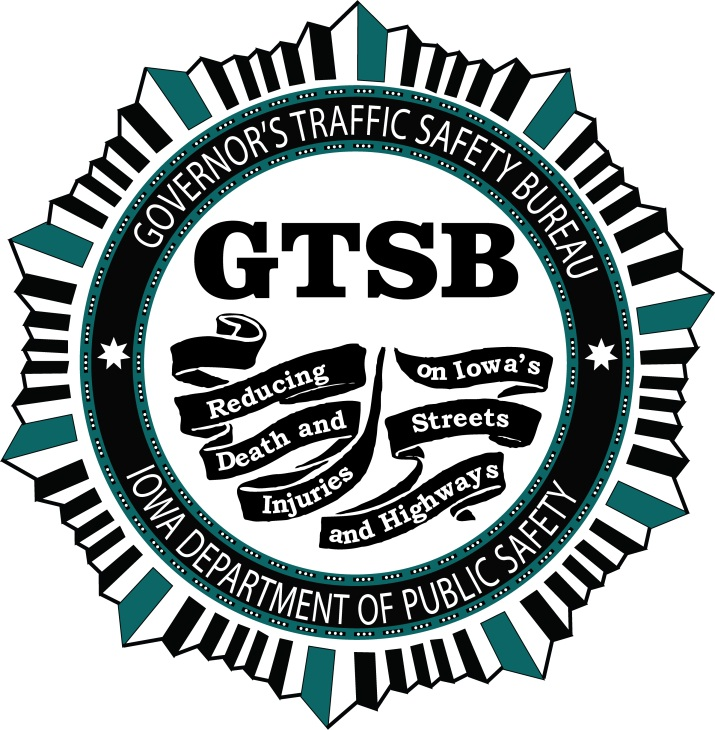 GOVERNOR'S TRAFFIC SAFETY BUREAU
GTSB
Reducing
Death and
Injuries
on Iowa's
Streets
and Highways
IOWA DEPARTMENT OF PUBLIC SAFETY